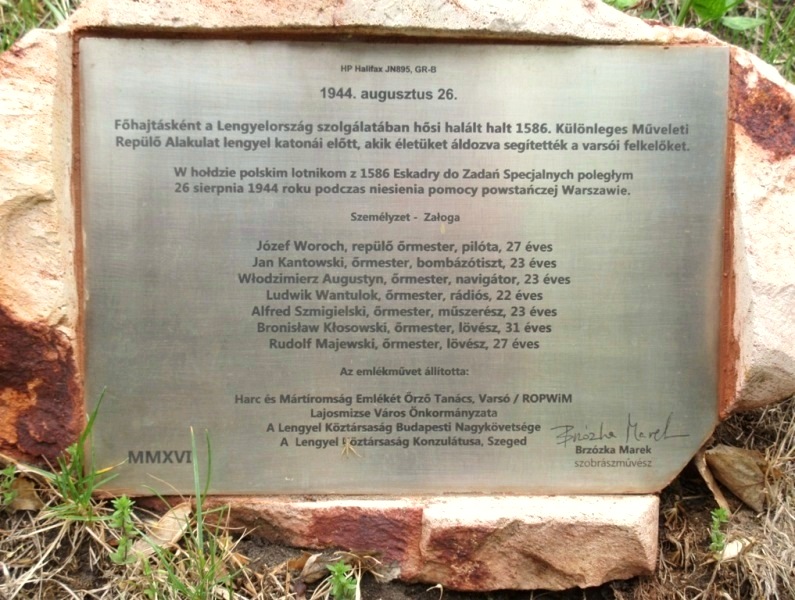 HP Halifax JN895, GR-B
1944. augusztus 26.
Főhajtásként a Lengyelország szolgálatában hősi halált halt 1586. Különleges Műveleti
Repülő Alakulat lengyel katonái előtt, akik életüket áldozva segítették a varsói felkelőket.
W hołdzie polskim lotnikom z 1586 Eskadry do Zadań Specjalnych poległym
26 sierpnia 1944 roku podczas niesienia pomocy powstańczej Warszawie.
Személyzet - Załoga
Józef Woroch, repülő őrmester, pilóta, 27 éves
Jan Kantowski, őrmester, bombázótiszt, 23 éves
Włodzimierz Augustyn, őrmester, navigátor, 23 éves
Ludwik Wantulok, őrmester, rádiós, 22 éves
Alfred Szmigielski, őrmester, műszerész, 23 éves
Bronisław Kłosowski, őrmester, lövész, 31 éves
Rudolf Majewski, őrmester, lövész, 27 éves
Az emlékművet állította:
Harc és Mártíromság Emlékét Őrző Tanács, Varsó / ROPWiM
Lajosmizse Város Önkormányzata
A Lengyel Köztársaság Budapesti Nagykövetsége
A Lengyel Köztársaság Konzulátusa, Szeged
Brzózka Marek
Brzózka Marek
szobrászművész
MMXVI